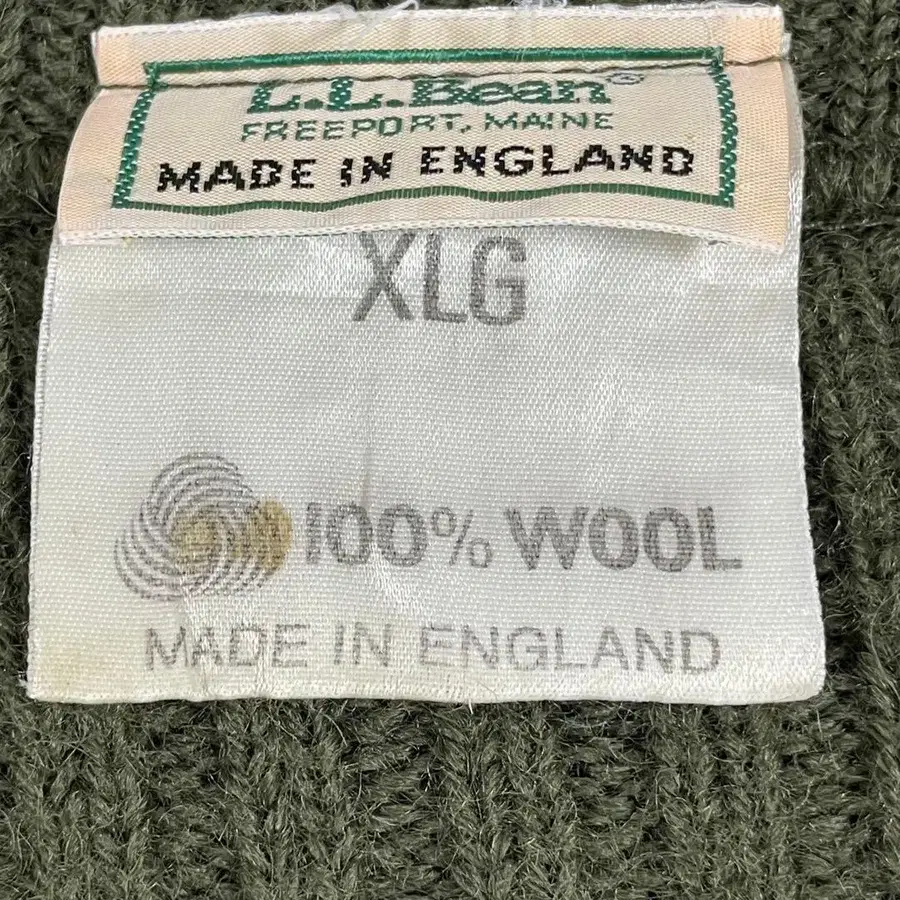 L.L.Bean®
FREEPORT, MAINE
MADE IN ENGLAND
XLG
100% WOOL
MADE IN ENGLAND